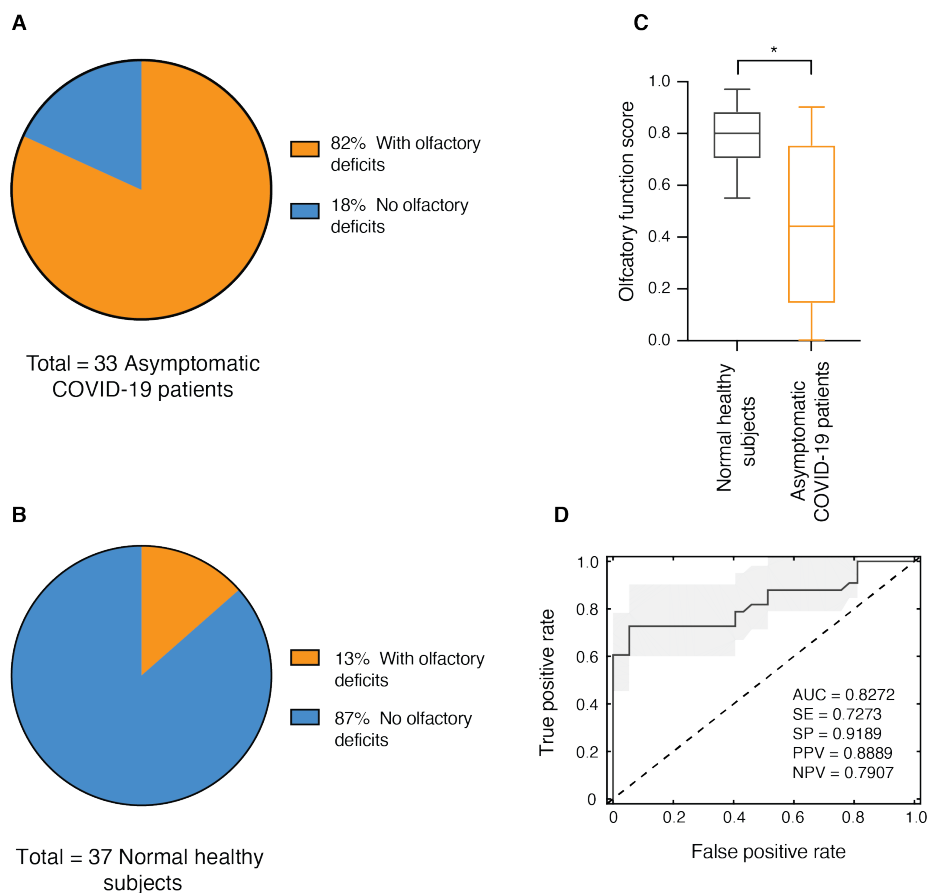 A
82% With olfactory
deficits
18% No olfactory
deficits
Total = 33 Asymptomatic
COVID-19 patients
B
13% With olfactory
deficits
87% No olfactory
deficits
Total = 37 Normal healthy
subjects
C
*
Olfcatory function score
1.0
0.8
0.6
0.4
0.2
0.0
Normal healthy
subjects
Asymptomatic
COVID-19 patients
D
True positive rate
1.0
0.8
0.6
0.4
0.2
0
AUC = 0.8272
SE = 0.7273
SP = 0.9189
PPV = 0.8889
NPV = 0.7907
0 0.2 0.4 0.6 0.8 1.0
False positive rate